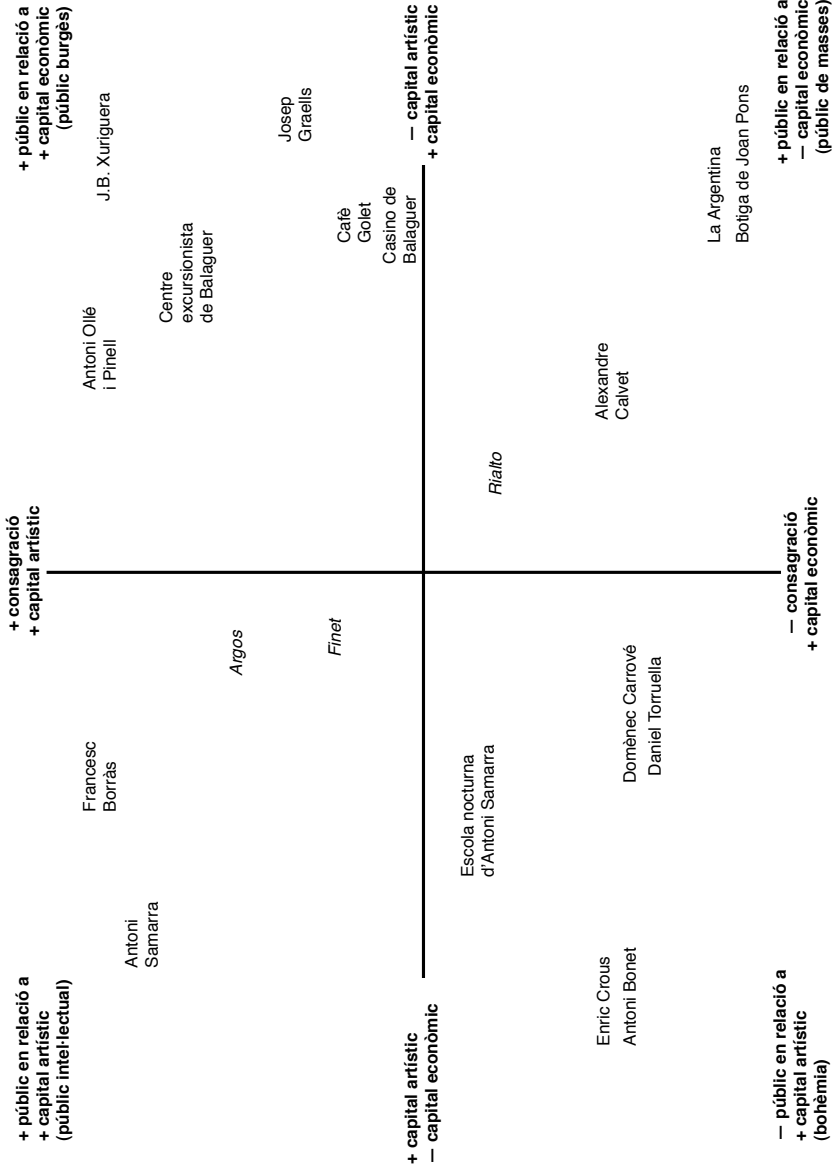 + públic en relació a
+ capital artístic
(públic intel·lectual)
+ consagració
+ capital artístic
+ públic en relació a
+ capital econòmic
(públic burgès)
Francesc
Borràs
Antoni Ollé
i Pinell
J.B. Xuriguera
Antoni
Samarra
Centre
excursionista
de Balaguer
Argos
Josep
Graells
Finet
Cafè
Golet
Casino de
Balaguer
+ capital artístic
— capital econòmic
— capital artístic
+ capital econòmic
Escola nocturna
d'Antoni Samarra
Rialto
Enric Crous
Antoni Bonet
Domènec Carrové
Daniel Torruella
Alexandre
Calvet
La Argentina
Botiga de Joan Pons
— públic en relació a
+ capital artístic
(bohèmia)
— consagració
+ capital econòmic
+ públic en relació a
— capital econòmic
(públic de masses)